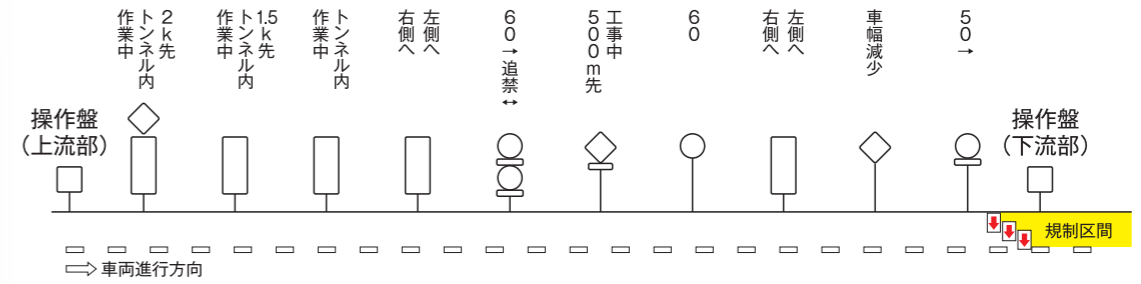 2k先
トンネル内
作業中
1.5k先
トンネル内
作業中
トンネル内
作業中
左側へ
右側へ
60→追禁↔
工事中
500m先
60
左側へ
右側へ
車幅減少
50→
操作盤
（上流部）
操作盤
（下流部）
規制区間
車両進行方向